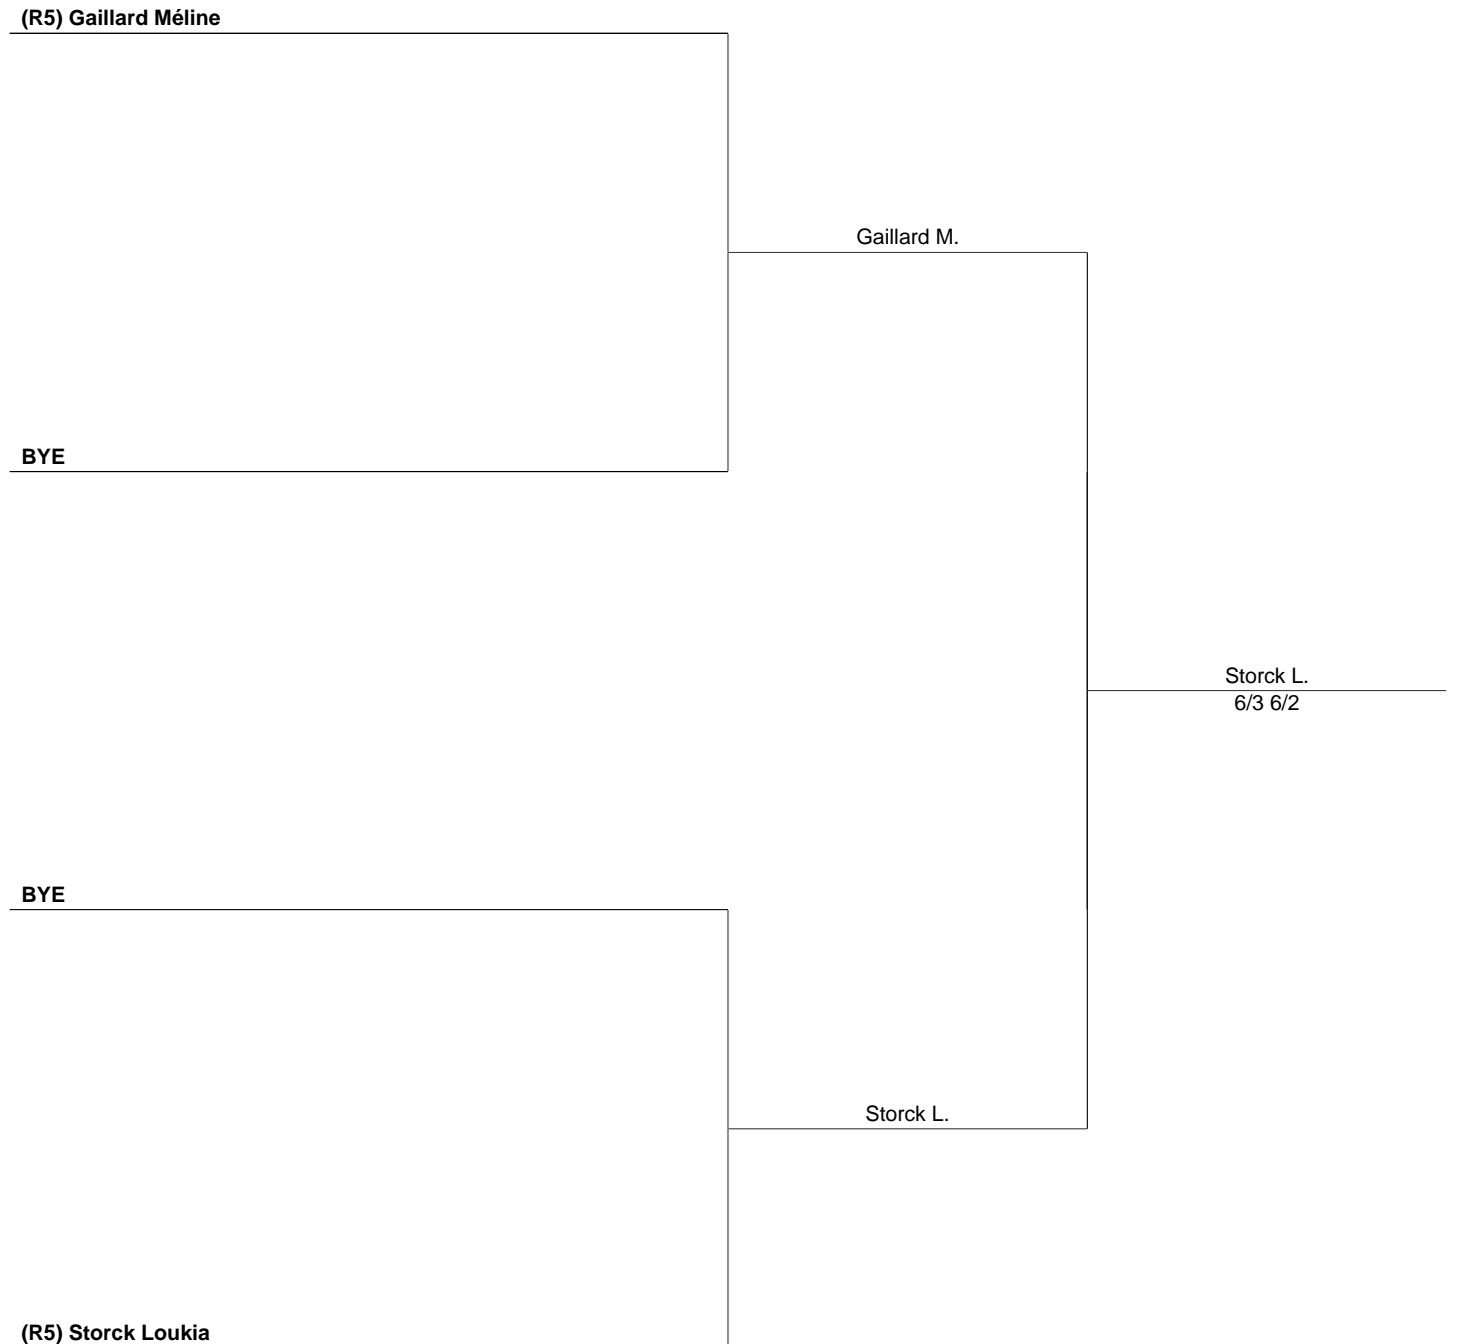 (R5) Gaillard Méline
Gaillard M.
BYE
Storck L.
6/3 6/2
BYE
Storck L.
(R5) Storck Loukia